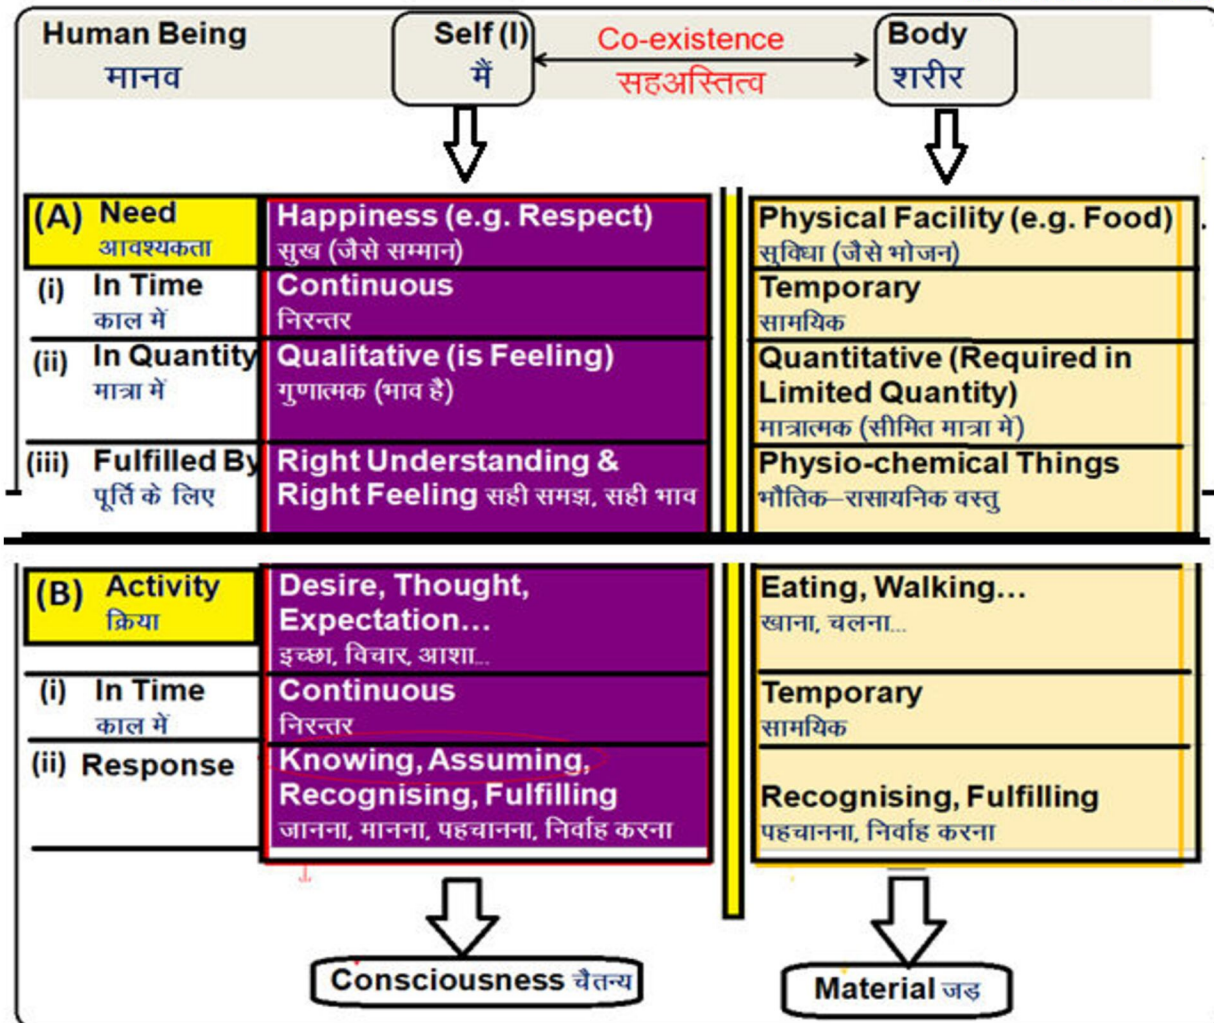 Human Being Self (I) Co-existence Body
मानव मैं सहअस्तित्व शरीर
(A) Need Happiness (e.g. Respect) Physical Facility (e.g. Food)
आवश्यकता सुख (जैसे सम्मान) सुविधा (जैसे भोजन)
(i) In Time Continuous Temporary
काल में निरन्तर सामयिक
(ii) In Quantity Qualitative (is Feeling) Quantitative (Required in
मात्रा में गुणात्मक (भाव है) Limited Quantity)
मात्रात्मक (सीमित मात्रा में)
(iii) Fulfilled By Right Understanding & Physio-chemical Things
पूर्ति के लिए Right Feeling सही समझ, सही भाव भौतिक–रासायनिक वस्तु
(B) Activity Desire, Thought, Eating, Walking...
क्रिया Expectation... खाना, चलना...
इच्छा, विचार, आशा...
(i) In Time Continuous Temporary
काल में निरन्तर सामयिक
(ii) Response Knowing, Assuming,
Recognising, Fulfilling Recognising, Fulfilling
जानना, मानना, पहचानना, निर्वाह करना पहचानना, निर्वाह करना
Consciousness चैतन्य Material जड़